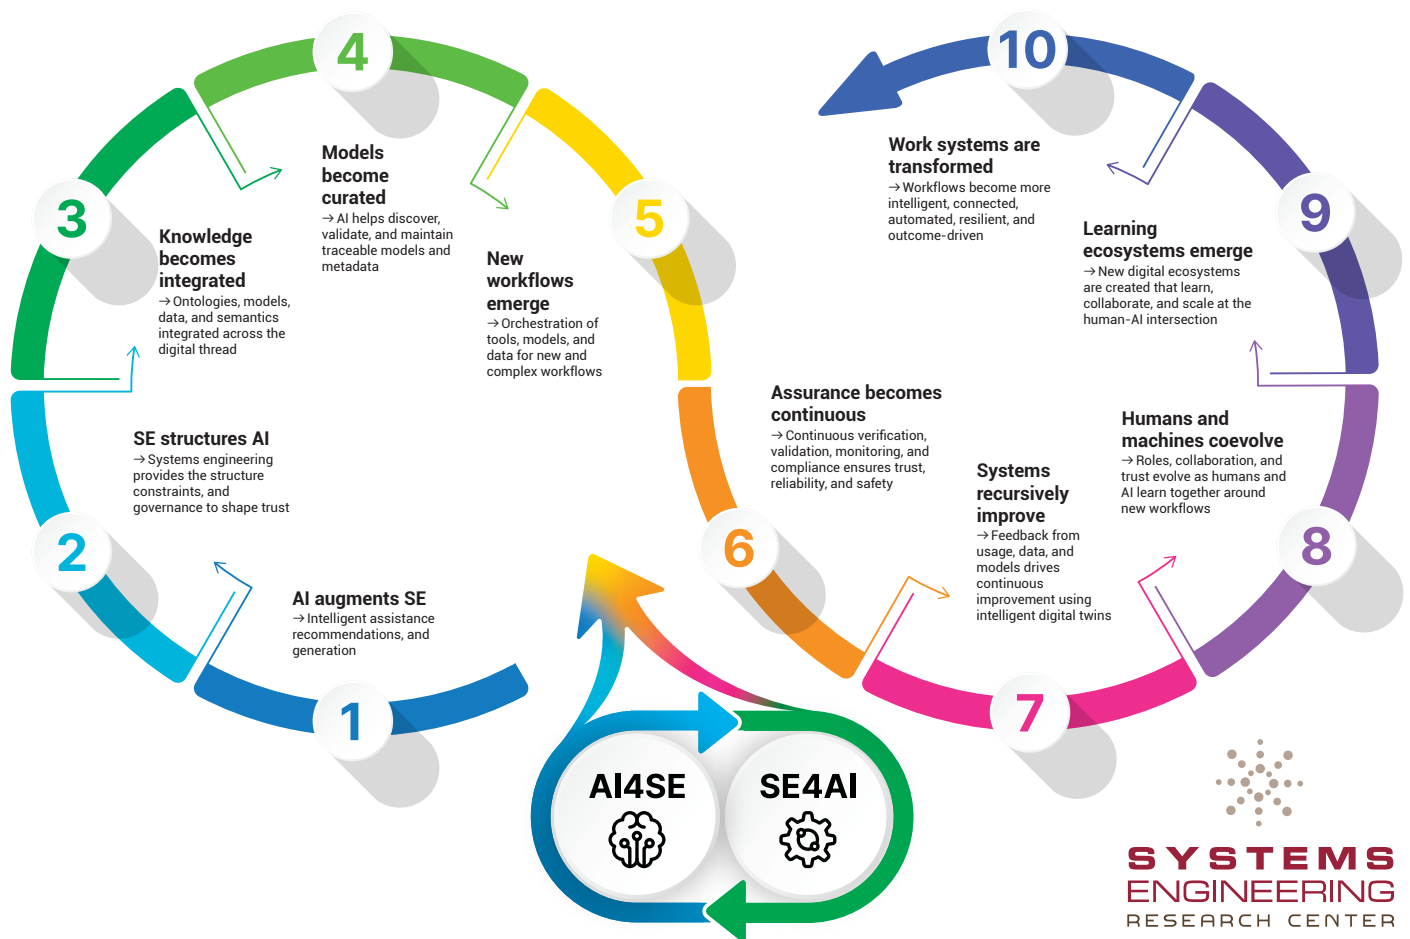 1
AI augments SE
→ Intelligent assistance
recommendations, and
generation
2
SE structures AI
→ Systems engineering
provides the structure
constraints, and
governance to shape trust
3
Knowledge
becomes
integrated
→ Ontologies, models,
data, and semantics
integrated across the
digital thread
4
Models
become
curated
→ AI helps discover,
validate, and maintain
traceable models and
metadata
5
New
workflows
emerge
→ Orchestration of
tools, models, and
data for new and
complex workflows
6
Assurance becomes
continuous
→ Continuous verification,
validation, monitoring, and
compliance ensures trust,
reliability, and safety
7
Systems
recursively
improve
→ Feedback from
usage, data, and
models drives
continuous
improvement using
intelligent digital twins
8
Humans and
machines coevolve
→ Roles, collaboration, and
trust evolve as humans and
AI learn together around
new workflows
9
Learning
ecosystems emerge
→ New digital ecosystems
are created that learn,
collaborate, and scale at the
human-AI intersection
10
Work systems are
transformed
→ Workflows become more
intelligent, connected,
automated, resilient, and
outcome-driven
AI4SE
SE4AI
SYSTEMS
ENGINEERING
RESEARCH CENTER